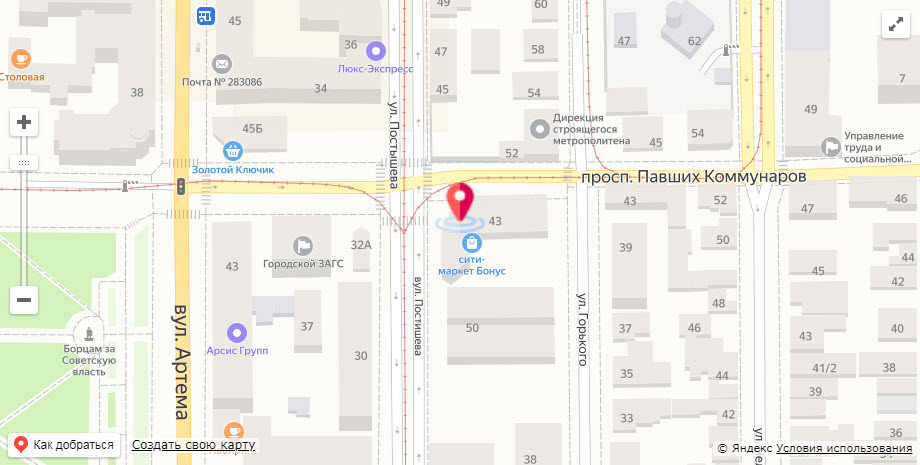 45
60
49
36
Люкс-Экспресс
47
58
47
62
Столовая
Почта № 283086
38
34
45
54
49
7
45Б
Золотой Ключик
ул. Постышева
Дирекция
строящегося
метрополитена
52
45
54
Управление
труда и
социальной...
просп. Павших Коммунаров
43
52
47
46
43
32А
Городской ЗАГС
43
сити-
маркет Бонус
39
50
45
44
вул. Артема
вул. Постишева
ул. Горького
48
37
50
43
40
Арсис Групп
30
Борцам за
Советскую
власть
35
44
41/2
38
39
33
42
38
37
36
Как добраться
Создать свою карту
© Яндекс Условия использования